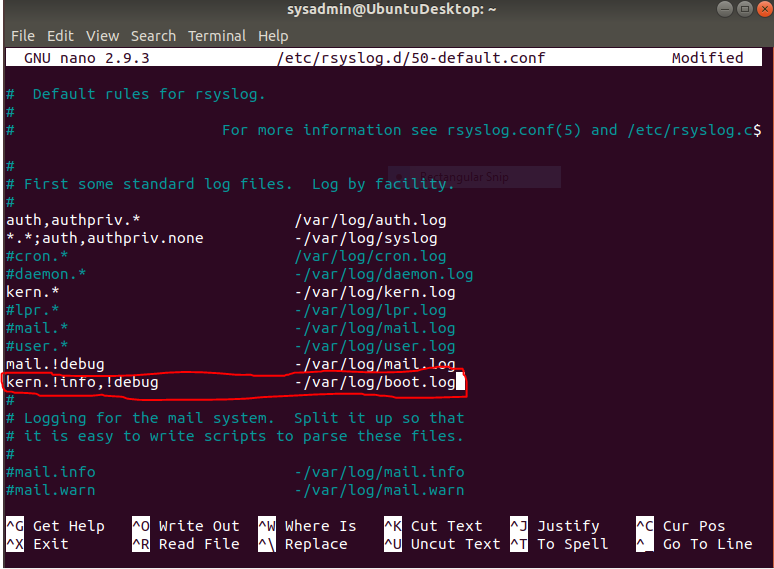 sysadmin@UbuntuDesktop: ~
File Edit View Search Terminal Help
GNU nano 2.9.3 /etc/rsyslog.d/50-default.conf Modified
# Default rules for rsyslog.
#
# For more information see rsyslog.conf(5) and /etc/rsyslog.c$
#
Rectangular Snip
# First some standard log files. Log by facility.
#
auth,authpriv.* /var/log/auth.log
*.*;auth,authpriv.none -/var/log/syslog
#cron.* /var/log/cron.log
#daemon.* -/var/log/daemon.log
kern.* -/var/log/kern.log
#lpr.* -/var/log/lpr.log
#mail.* -/var/log/mail.log
#user.* -/var/log/user.log
mail.!debug -/var/log/mail.log
kern.!info,!debug -/var/log/boot.log
#
# Logging for the mail system. Split it up so that
# it is easy to write scripts to parse these files.
#
#mail.info -/var/log/mail.info
#mail.warn -/var/log/mail.warn
^G Get Help ^O Write Out ^W Where Is ^K Cut Text ^J Justify ^C Cur Pos
^X Exit ^R Read File ^\ Replace ^U Uncut Text ^T To Spell ^_ Go To Line